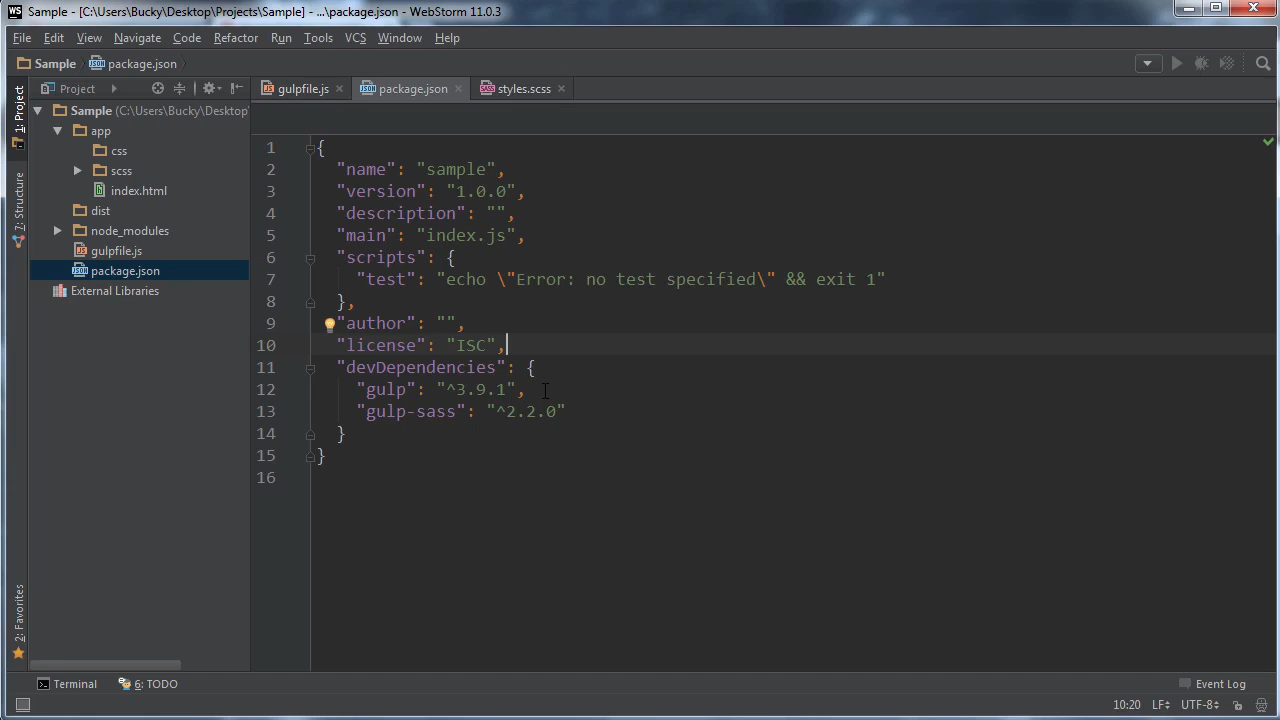 Sample - [C:\Users\Bucky\Desktop\Projects\Sample] - ...\package.json - WebStorm 11.0.3
File Edit View Navigate Code Refactor Run Tools VCS Window Help
Sample package.json
Project
gulpfile.js package.json styles.scss
1: Project
7: Structure
2: Favorites
Sample (C:\Users\Bucky\Desktop
app
css
scss
index.html
dist
node_modules
gulpfile.js
package.json
External Libraries
1 {
2 "name": "sample",
3 "version": "1.0.0",
4 "description": "",
5 "main": "index.js",
6 "scripts": {
7 "test": "echo \"Error: no test specified\" && exit 1"
8 },
9 "author": "",
10 "license": "ISC",
11 "devDependencies": {
12 "gulp": "^3.9.1",
13 "gulp-sass": "^2.2.0"
14 }
15 }
16
Terminal 6: TODO Event Log
10:20 LF UTF-8